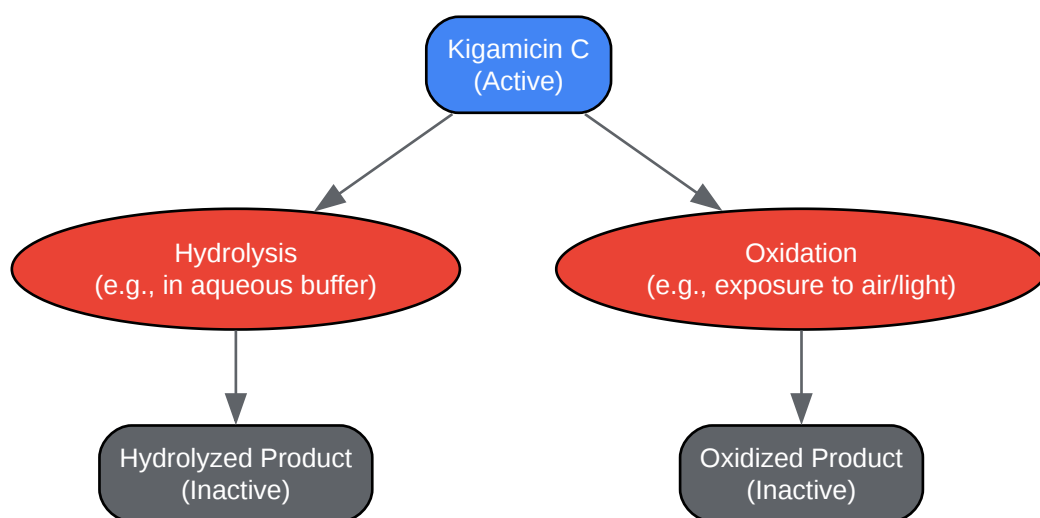 Kigamicin C
(Active)
Hydrolysis
(e.g., in aqueous buffer)
Oxidation
(e.g., exposure to air/light)
Hydrolyzed Product
(Inactive)
Oxidized Product
(Inactive)